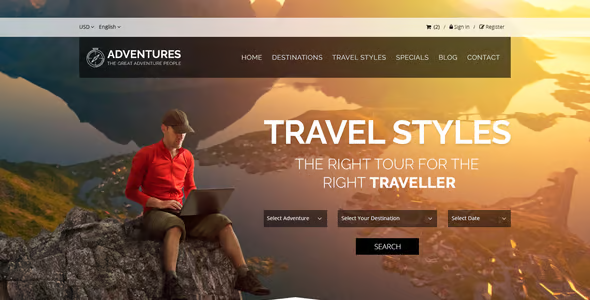 USD English (2) / Sign in / Register
ADVENTURES
THE GREAT ADVENTURE PEOPLE
HOME DESTINATIONS TRAVEL STYLES SPECIALS BLOG CONTACT
TRAVEL STYLES
THE RIGHT TOUR FOR THE
RIGHT TRAVELLER
Select Adventure Select Your Destination Select Date
SEARCH